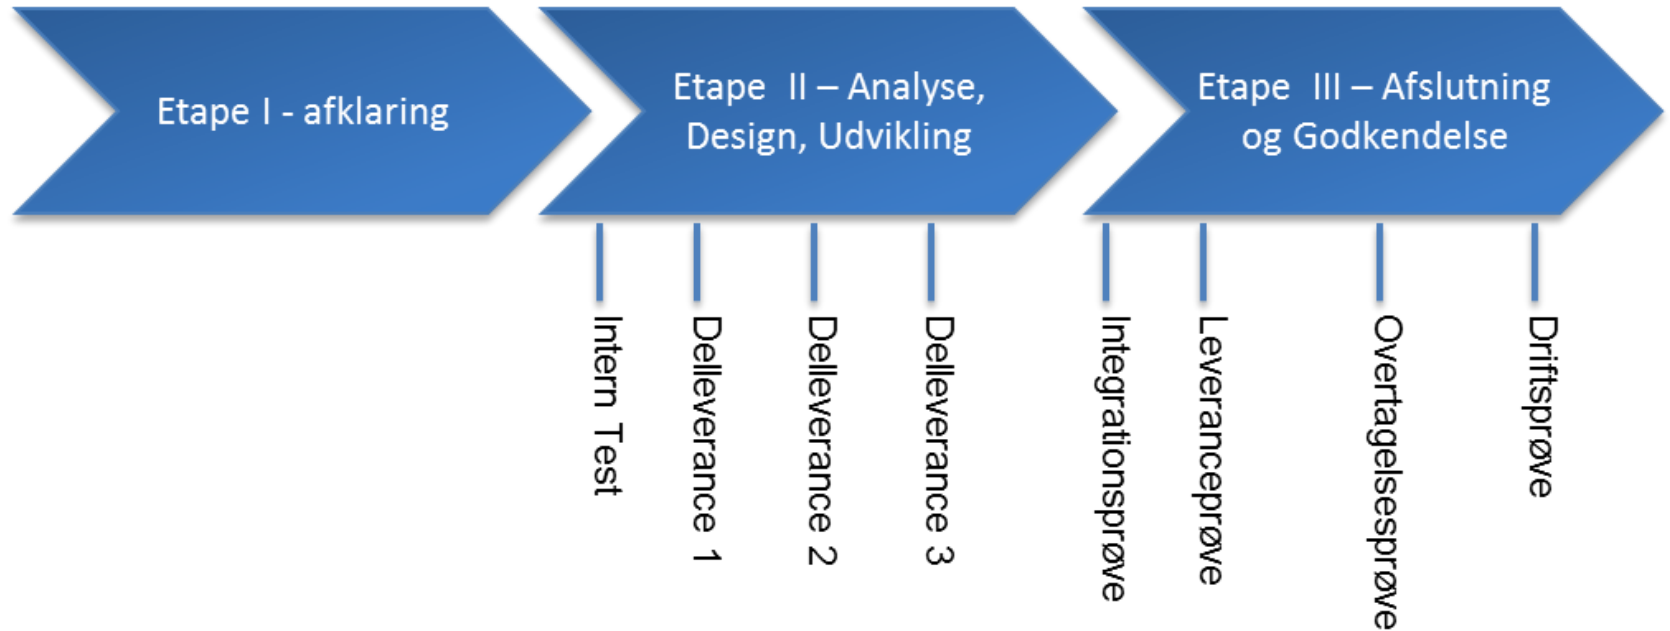 Etape I - afklaring
Etape  II – Analyse,
Design, Udvikling
Etape  III – Afslutning
og Godkendelse
Intern Test
Delleverance 1
Delleverance 2
Delleverance 3
Integrationsprøve
Leveranceprøve
Overtagelsesprøve
Driftsprøve